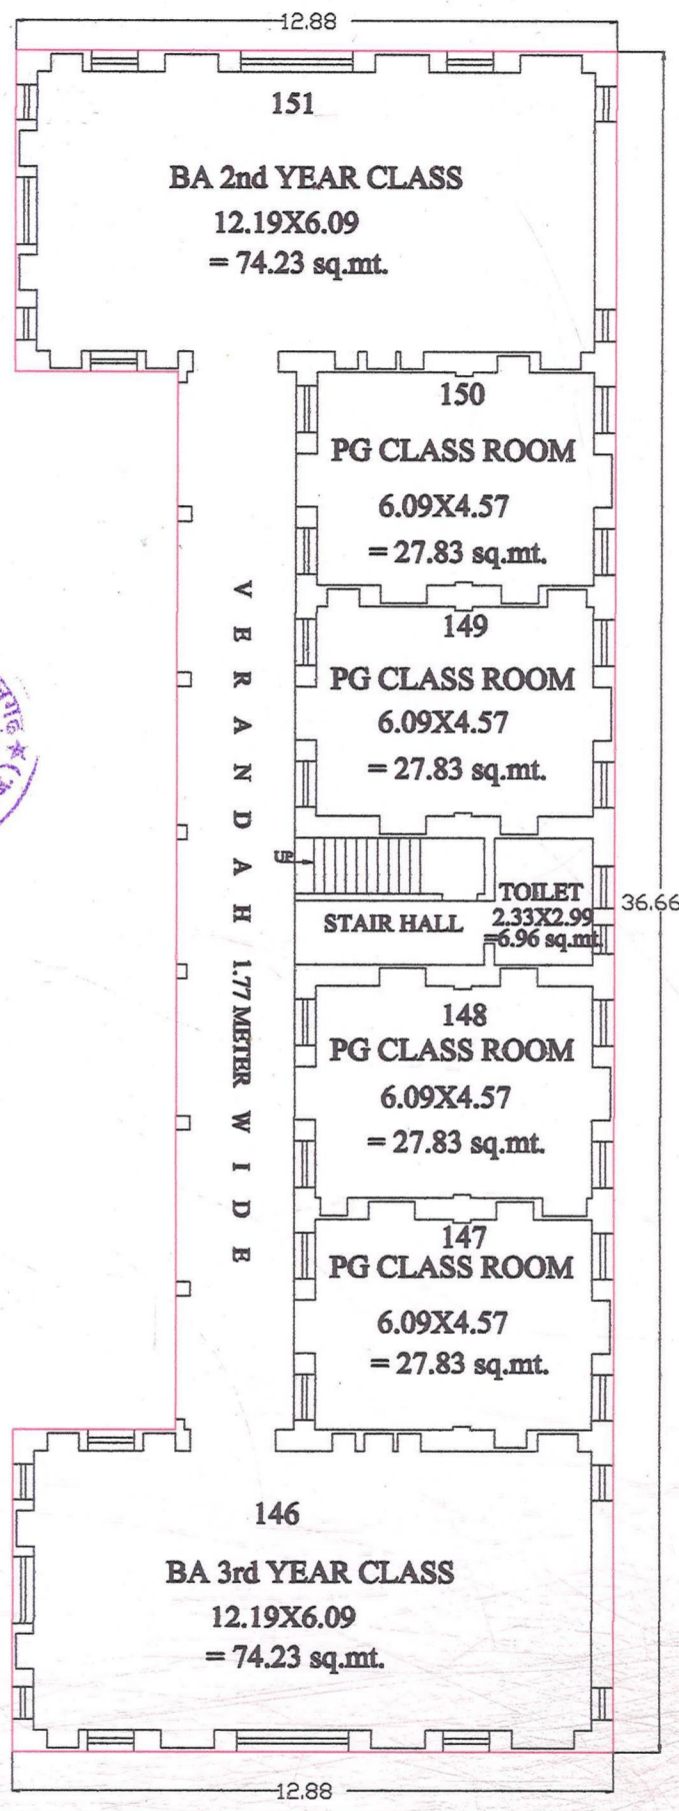 12.88
151
BA 2nd YEAR CLASS
12.19X6.09
= 74.23 sq.mt.
150
PG CLASS ROOM
6.09X4.57
= 27.83 sq.mt.
149
PG CLASS ROOM
6.09X4.57
= 27.83 sq.mt.
VERANDAH 1.77 METER WIDE
UP
STAIR HALL
TOILET
2.33X2.99
=6.96 sq.mt.
36.66
148
PG CLASS ROOM
6.09X4.57
= 27.83 sq.mt.
147
PG CLASS ROOM
6.09X4.57
= 27.83 sq.mt.
146
BA 3rd YEAR CLASS
12.19X6.09
= 74.23 sq.mt.
12.88